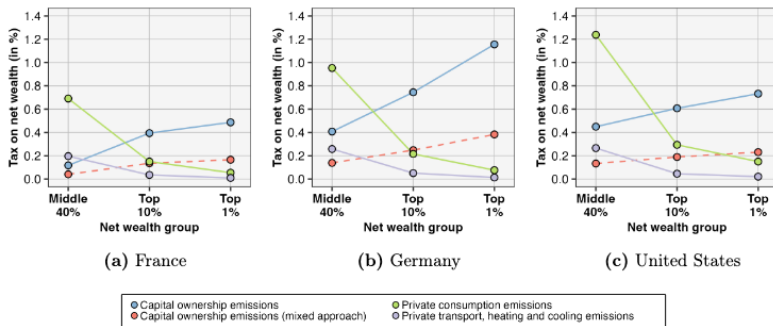 Tax on net wealth (in %)
1.4
1.2
1.0
0.8
0.6
0.4
0.2
0.0
Middle 40%
Top 10%
Top 1%
Net wealth group
(a) France
Tax on net wealth (in %)
1.4
1.2
1.0
0.8
0.6
0.4
0.2
0.0
Middle 40%
Top 10%
Top 1%
Net wealth group
(b) Germany
Tax on net wealth (in %)
1.4
1.2
1.0
0.8
0.6
0.4
0.2
0.0
Middle 40%
Top 10%
Top 1%
Net wealth group
(c) United States
Capital ownership emissions
Capital ownership emissions (mixed approach)
Private consumption emissions
Private transport, heating and cooling emissions